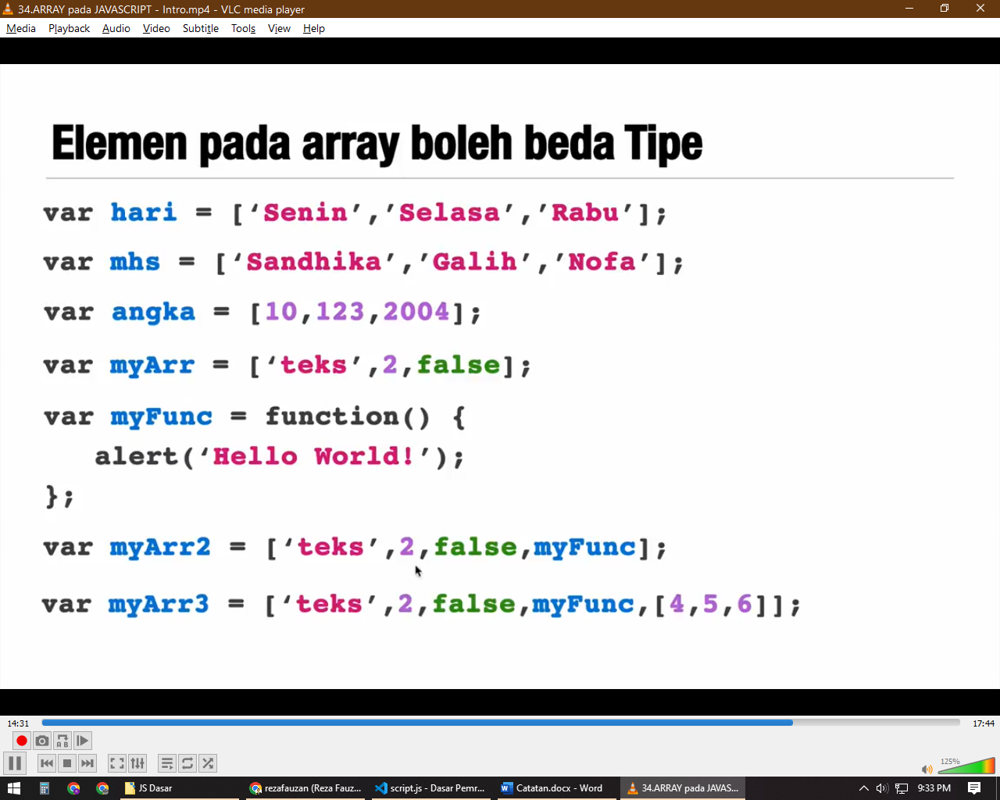 34.ARRAY pada JAVASCRIPT - Intro.mp4 - VLC media player
Media Playback Audio Video Subtitle Tools View Help
Elemen pada array boleh beda Tipe
var hari = [‘Senin’,’Selasa’,’Rabu’];
var mhs = [‘Sandhika’,’Galih’,’Nofa’];
var angka = [10,123,2004];
var myArr = [‘teks’,2,false];
var myFunc = function() {
alert(‘Hello World!’);
};
var myArr2 = [‘teks’,2,false,myFunc];
var myArr3 = [‘teks’,2,false,myFunc,[4,5,6]];
14:31 17:44
A B
125%
JS Dasar rezafauzan (Reza Fauz... script.js - Dasar Pemr... Catatan.docx - Word 34.ARRAY pada JAVAS... 9:33 PM